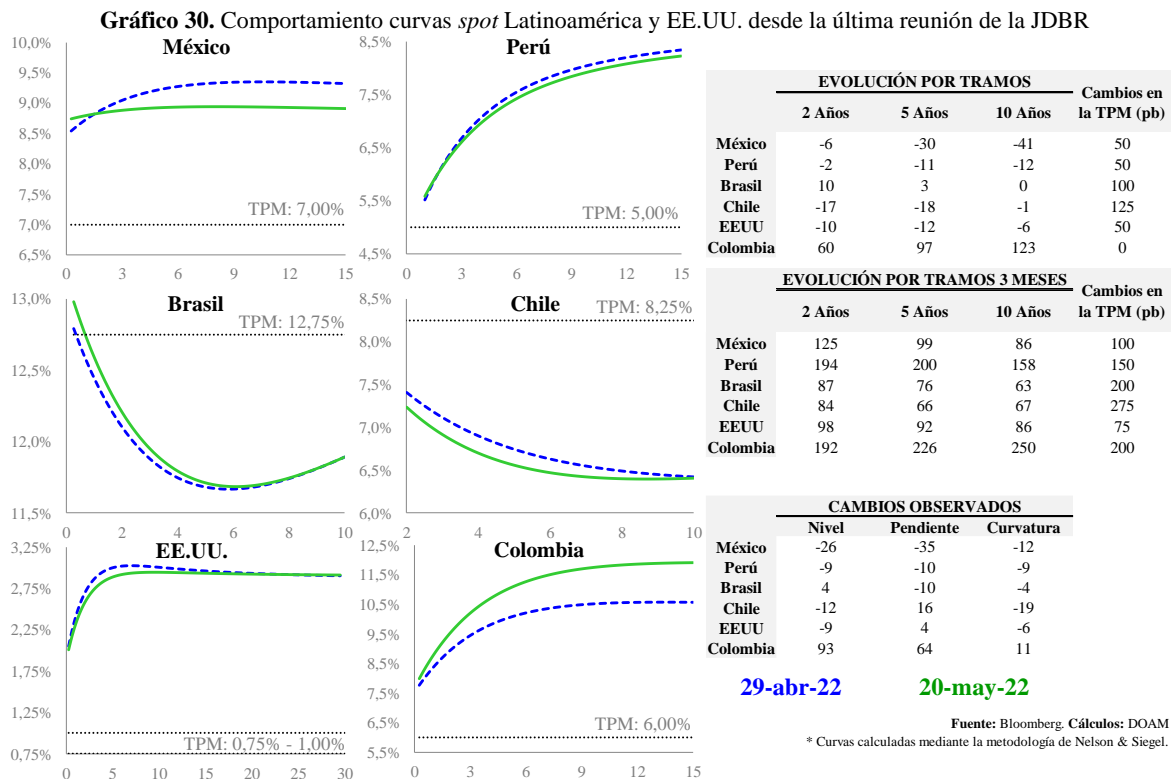 Gráfico 30. Comportamiento curvas spot Latinoamérica y EE.UU. desde la última reunión de la JDBR
México
10,0%
9,5%
9,0%
8,5%
8,0%
7,5%
7,0%
6,5%
TPM: 7,00%
0 3 6 9 12 15
Perú
8,5%
7,5%
6,5%
5,5%
4,5%
TPM: 5,00%
0 3 6 9 12 15
Brasil
13,0%
12,5%
12,0%
11,5%
TPM: 12,75%
0 2 4 6 8 10
Chile
8,5%
8,0%
7,5%
7,0%
6,5%
6,0%
TPM: 8,25%
2 4 6 8 10
EE.UU.
3,25%
2,75%
2,25%
1,75%
1,25%
0,75%
TPM: 0,75% - 1,00%
0 5 10 15 20 25 30
Colombia
12,5%
11,5%
10,5%
9,5%
8,5%
7,5%
6,5%
5,5%
TPM: 6,00%
0 3 6 9 12 15
EVOLUCIÓN POR TRAMOS Cambios en la TPM (pb)
2 Años 5 Años 10 Años
México -6 -30 -41 50
Perú -2 -11 -12 50
Brasil 10 3 0 100
Chile -17 -18 -1 125
EEUU -10 -12 -6 50
Colombia 60 97 123 0
EVOLUCIÓN POR TRAMOS 3 MESES Cambios en la TPM (pb)
2 Años 5 Años 10 Años
México 125 99 86 100
Perú 194 200 158 150
Brasil 87 76 63 200
Chile 84 66 67 275
EEUU 98 92 86 75
Colombia 192 226 250 200
CAMBIOS OBSERVADOS
Nivel Pendiente Curvatura
México -26 -35 -12
Perú -9 -10 -9
Brasil 4 -10 -4
Chile -12 16 -19
EEUU -9 4 -6
Colombia 93 64 11
29-abr-22 20-may-22
Fuente: Bloomberg. Cálculos: DOAM
* Curvas calculadas mediante la metodología de Nelson & Siegel.